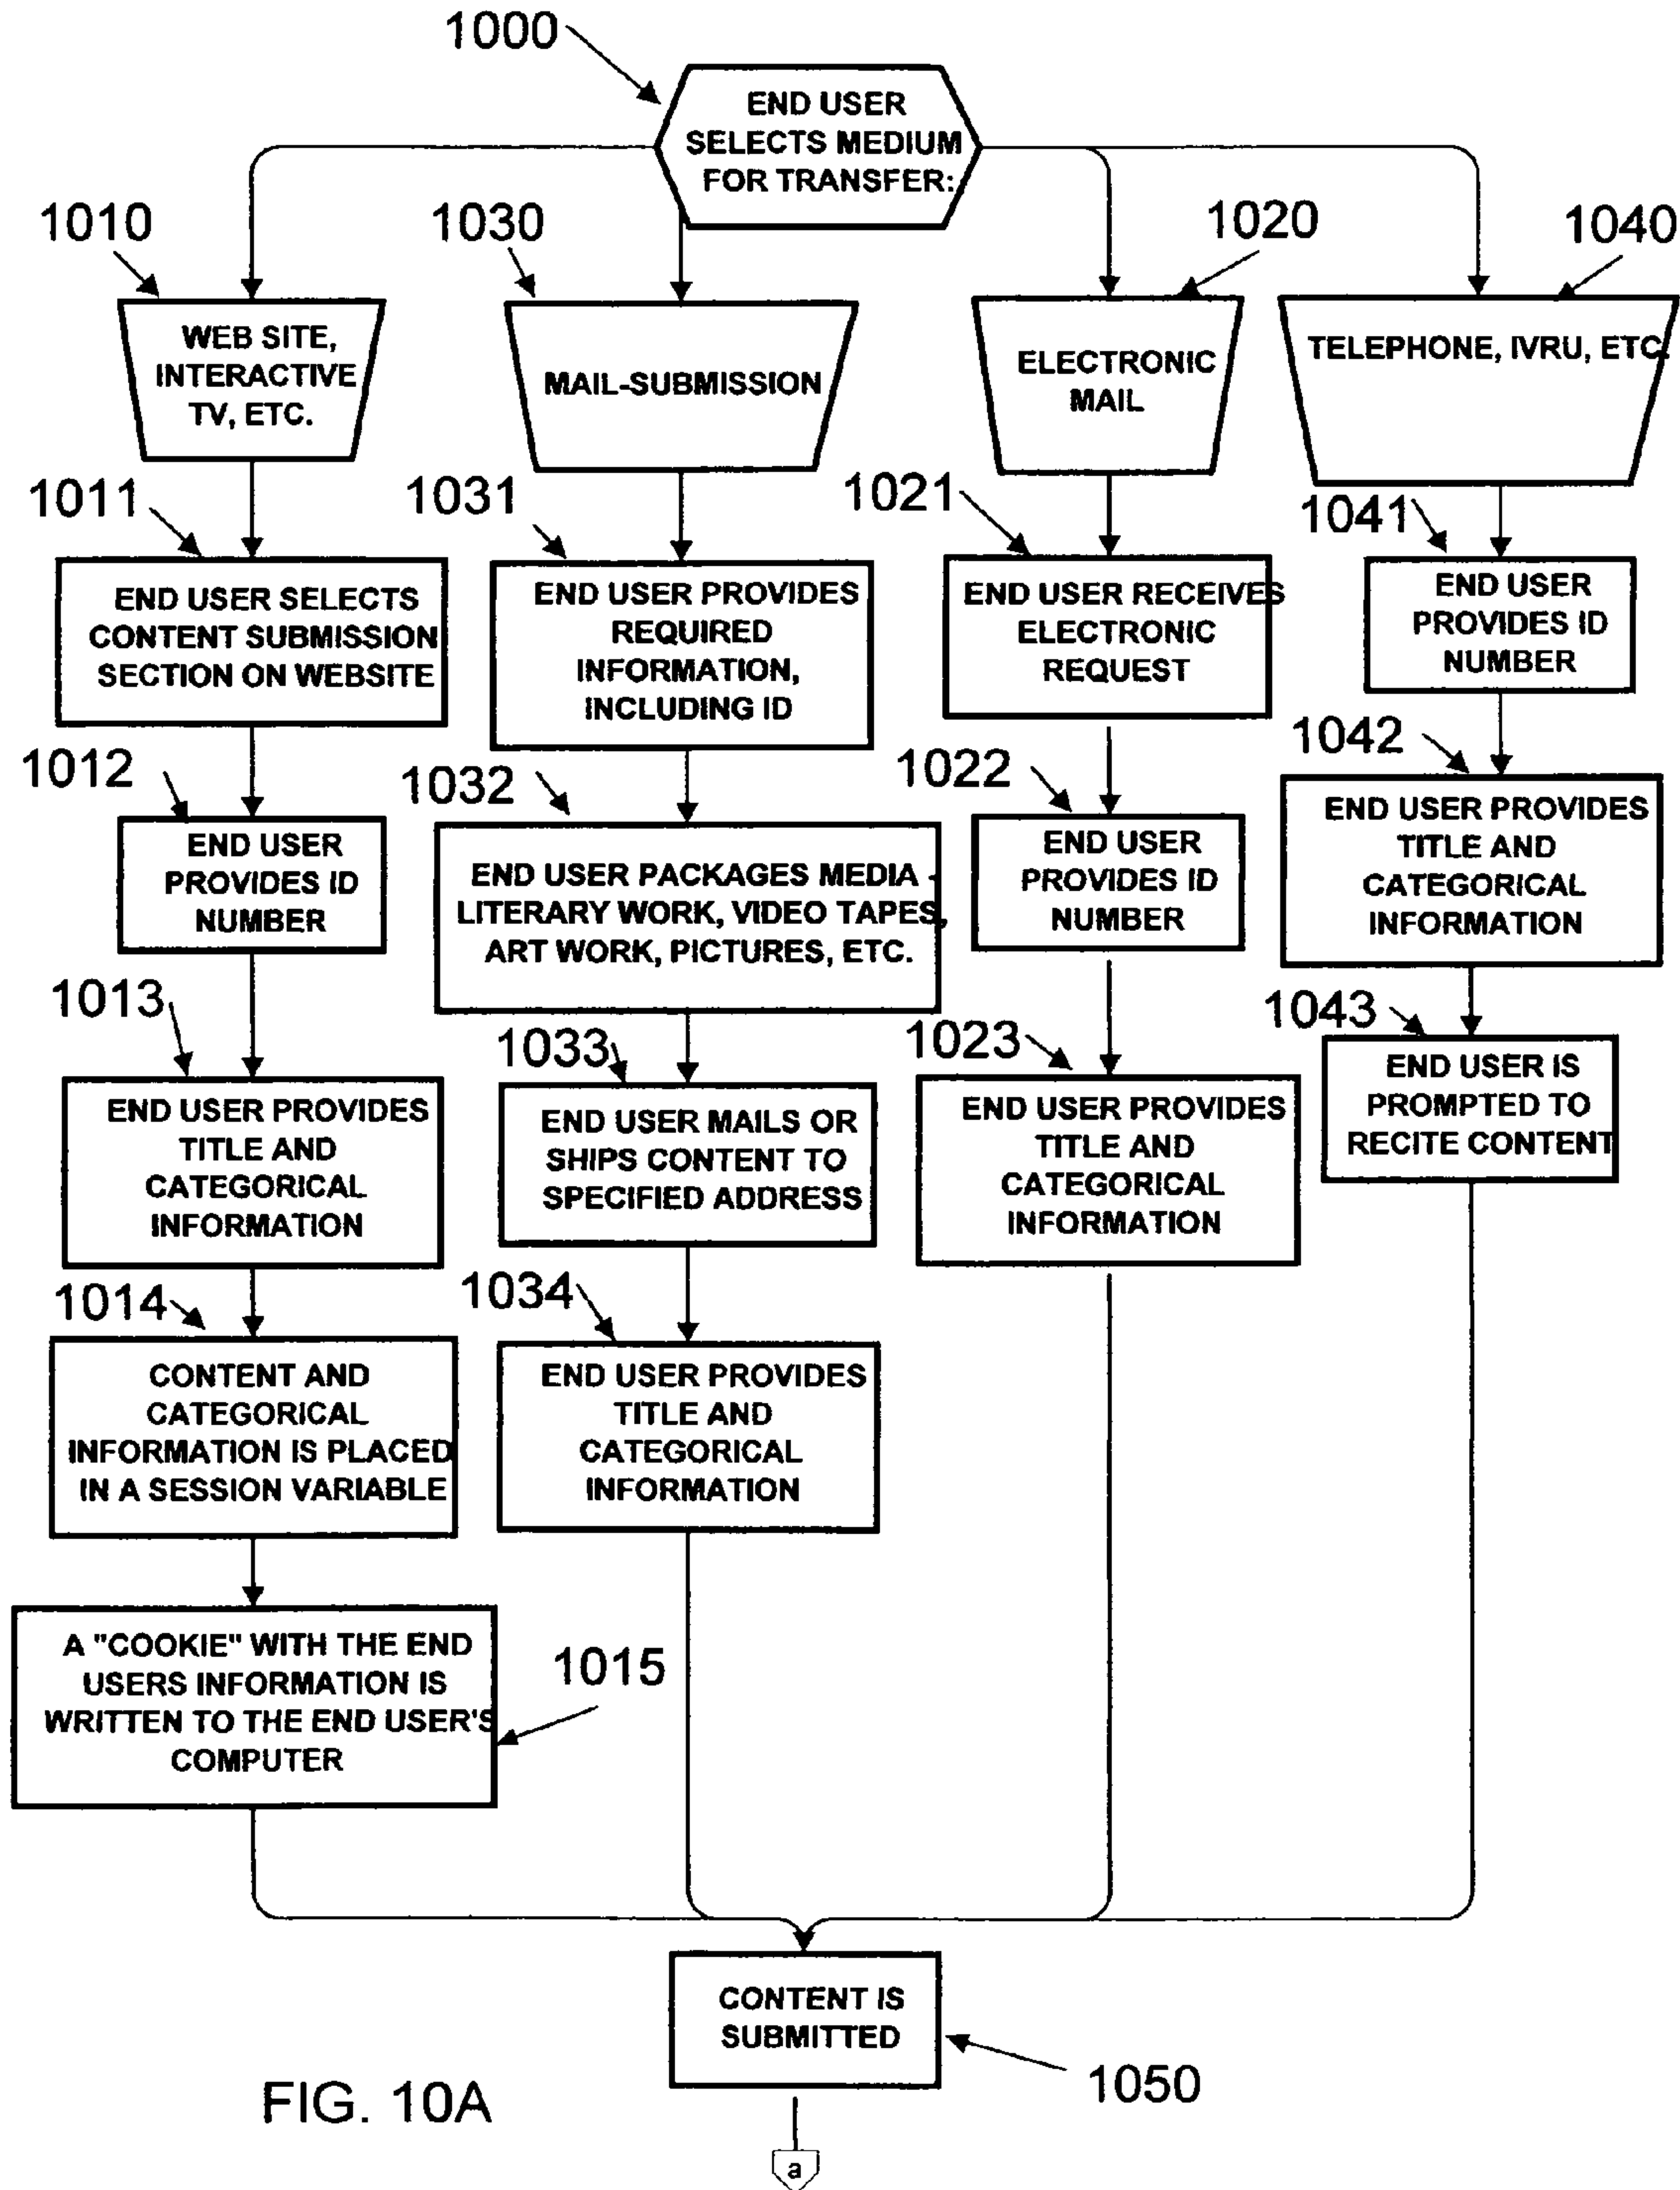 1000
END USER
SELECTS MEDIUM
FOR TRANSFER:
1010
WEB SITE,
INTERACTIVE
TV, ETC.
1011
END USER SELECTS
CONTENT SUBMISSION
SECTION ON WEBSITE
1012
END USER
PROVIDES ID
NUMBER
1013
END USER PROVIDES
TITLE AND
CATEGORICAL
INFORMATION
1014
CONTENT AND
CATEGORICAL
INFORMATION IS PLACED
IN A SESSION VARIABLE
A "COOKIE" WITH THE END
USERS INFORMATION IS
WRITTEN TO THE END USER'S
COMPUTER
1015
1030
MAIL-SUBMISSION
1031
END USER PROVIDES
REQUIRED
INFORMATION,
INCLUDING ID
1032
END USER PACKAGES MEDIA -
LITERARY WORK, VIDEO TAPES,
ART WORK, PICTURES, ETC.
1033
END USER MAILS OR
SHIPS CONTENT TO
SPECIFIED ADDRESS
1034
END USER PROVIDES
TITLE AND
CATEGORICAL
INFORMATION
1020
ELECTRONIC
MAIL
1021
END USER RECEIVES
ELECTRONIC
REQUEST
1022
END USER
PROVIDES ID
NUMBER
1023
END USER PROVIDES
TITLE AND
CATEGORICAL
INFORMATION
1040
TELEPHONE, IVRU, ETC.
1041
END USER
PROVIDES ID
NUMBER
1042
END USER PROVIDES
TITLE AND
CATEGORICAL
INFORMATION
1043
END USER IS
PROMPTED TO
RECITE CONTENT
CONTENT IS
SUBMITTED
1050
FIG. 10A
a